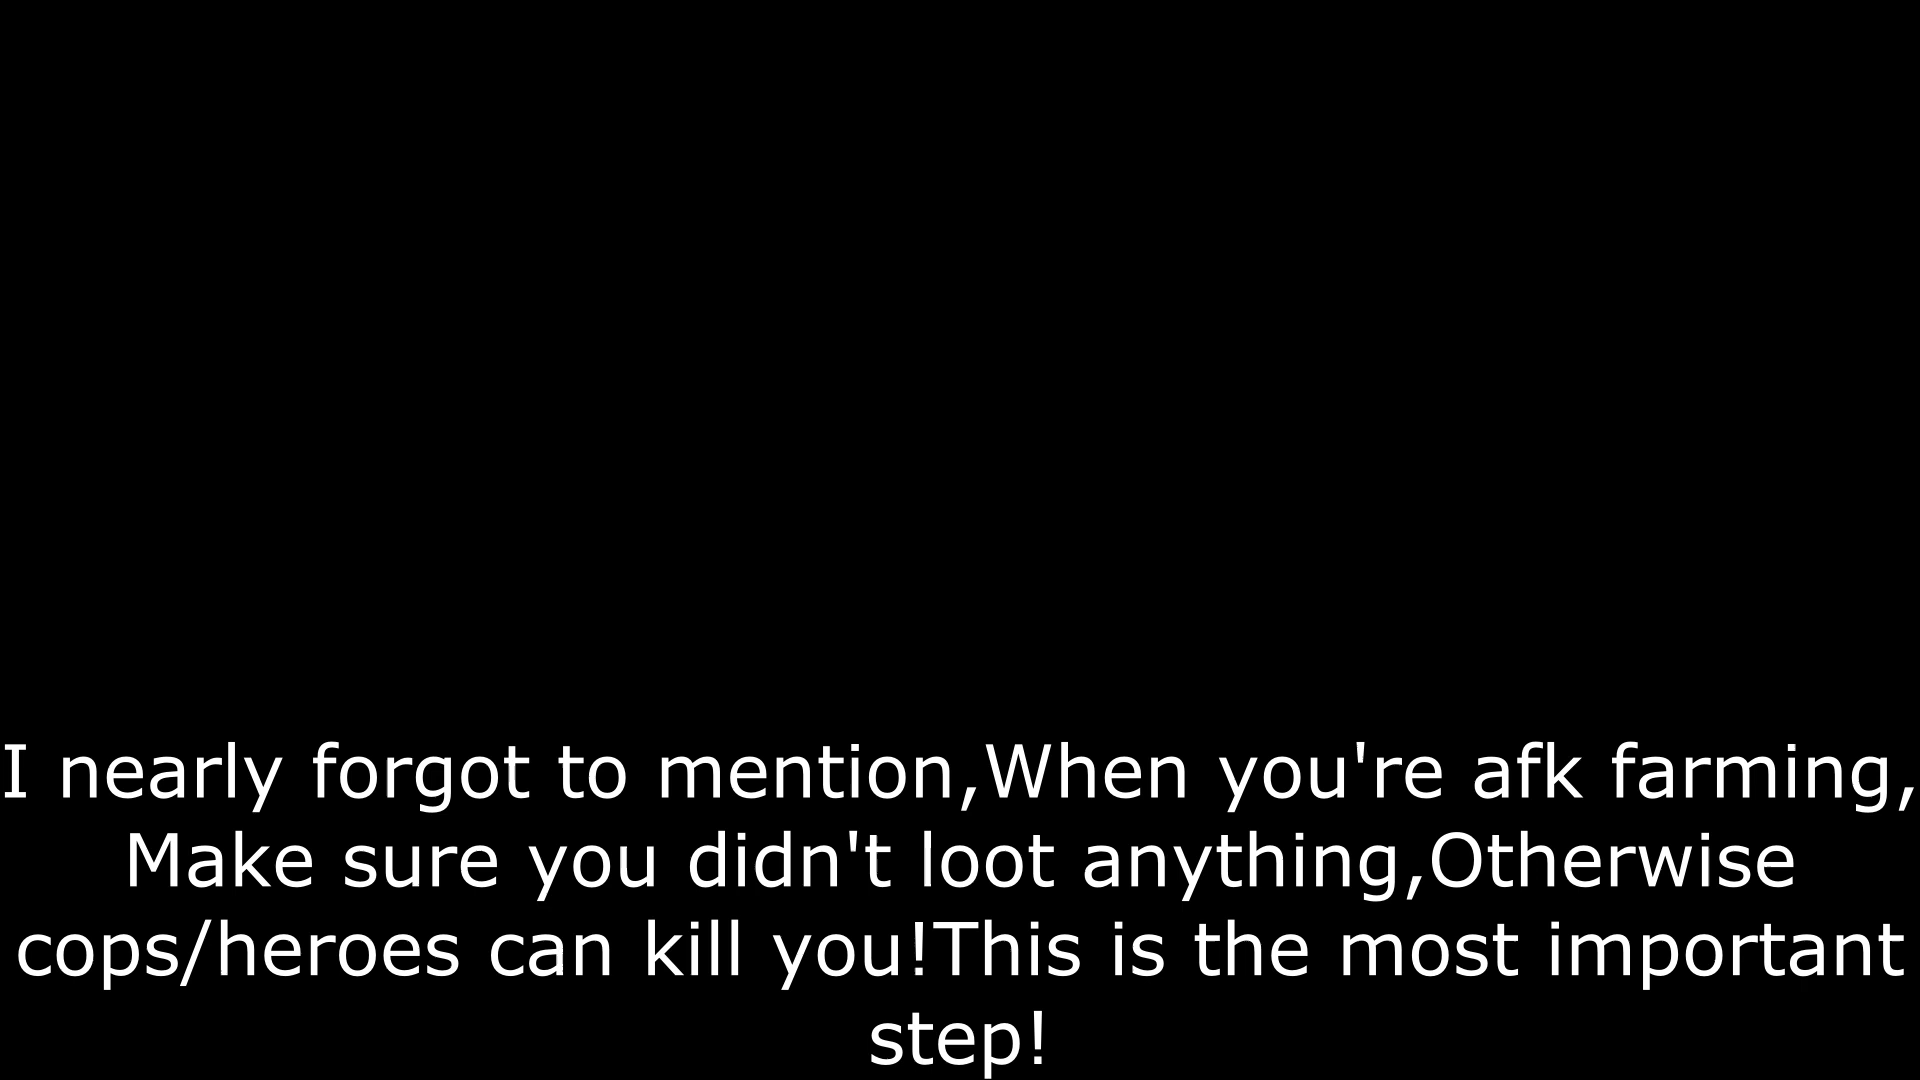 I nearly forgot to mention,When you're afk farming,
Make sure you didn't loot anything,Otherwise
cops/heroes can kill you!This is the most important
step!